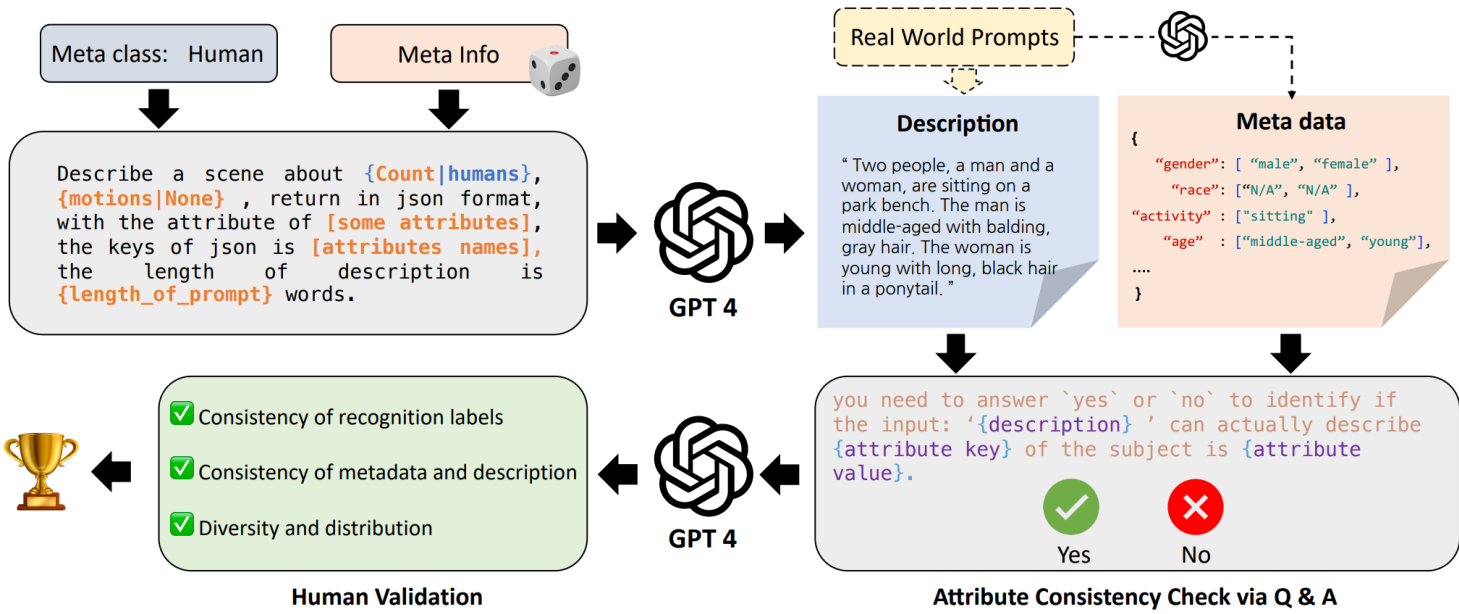 Meta class: Human
Meta Info
Real World Prompts
Describe a scene about {Count|humans},
{motions|None} , return in json format,
with the attribute of [some attributes],
the keys of json is [attributes names],
the length of description is
{length_of_prompt} words.
GPT 4
Description
“ Two people, a man and a
woman, are sitting on a
park bench. The man is
middle-aged with balding,
gray hair. The woman is
young with long, black hair
in a ponytail. ”
Meta data
{
“gender”: [ “male”, “female” ],
“race”: [“N/A”, “N/A” ],
“activity” : ["sitting" ],
“age” : [“middle-aged”, “young”],
....
}
you need to answer `yes` or `no` to identify if
the input: ‘{description} ’ can actually describe
{attribute key} of the subject is {attribute
value}.
Yes
No
Attribute Consistency Check via Q & A
GPT 4
Consistency of recognition labels
Consistency of metadata and description
Diversity and distribution
Human Validation